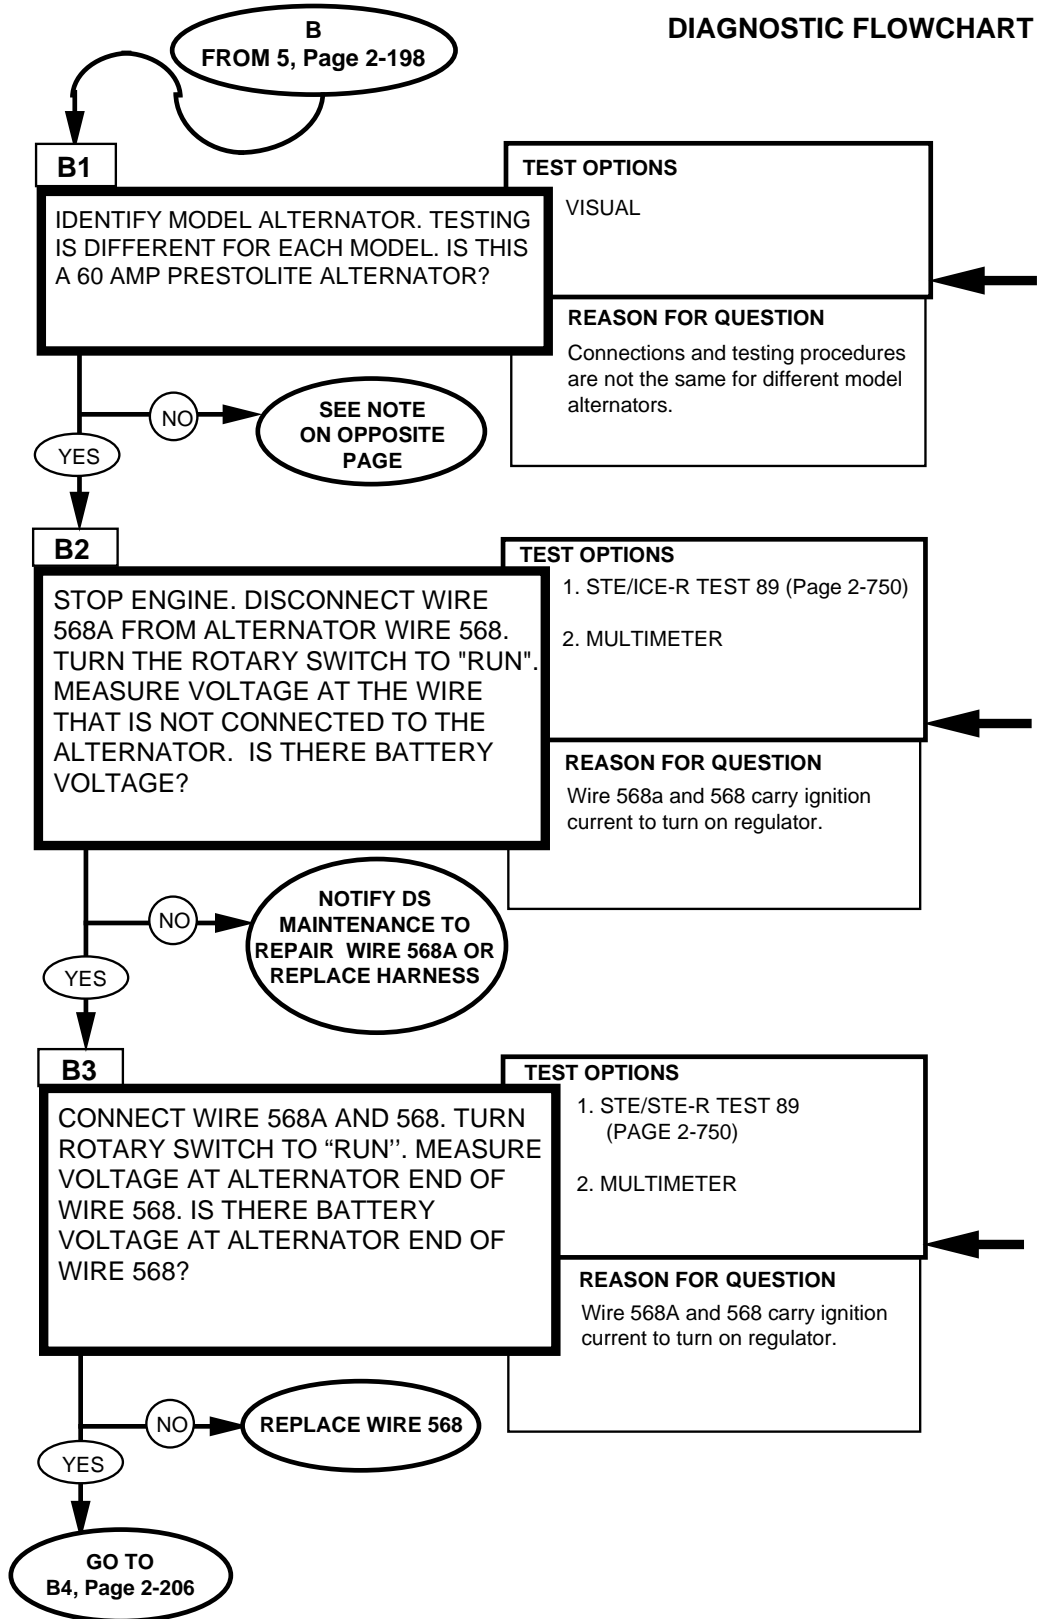 DIAGNOSTIC FLOWCHART
B
FROM 5, Page 2-198
B1
IDENTIFY MODEL ALTERNATOR. TESTING
IS DIFFERENT FOR EACH MODEL. IS THIS
A 60 AMP PRESTOLITE ALTERNATOR?
TEST OPTIONS
VISUAL
REASON FOR QUESTION
Connections and testing procedures
are not the same for different model
alternators.
NO
SEE NOTE
ON OPPOSITE
PAGE
YES
B2
STOP ENGINE. DISCONNECT WIRE
568A FROM ALTERNATOR WIRE 568.
TURN THE ROTARY SWITCH TO "RUN".
MEASURE VOLTAGE AT THE WIRE
THAT IS NOT CONNECTED TO THE
ALTERNATOR. IS THERE BATTERY
VOLTAGE?
TEST OPTIONS
1. STE/ICE-R TEST 89 (Page 2-750)
2. MULTIMETER
REASON FOR QUESTION
Wire 568a and 568 carry ignition
current to turn on regulator.
NO
NOTIFY DS
MAINTENANCE TO
REPAIR WIRE 568A OR
REPLACE HARNESS
YES
B3
CONNECT WIRE 568A AND 568. TURN
ROTARY SWITCH TO “RUN’’. MEASURE
VOLTAGE AT ALTERNATOR END OF
WIRE 568. IS THERE BATTERY
VOLTAGE AT ALTERNATOR END OF
WIRE 568?
TEST OPTIONS
1. STE/STE-R TEST 89
(PAGE 2-750)
2. MULTIMETER
REASON FOR QUESTION
Wire 568A and 568 carry ignition
current to turn on regulator.
NO
REPLACE WIRE 568
YES
GO TO
B4, Page 2-206